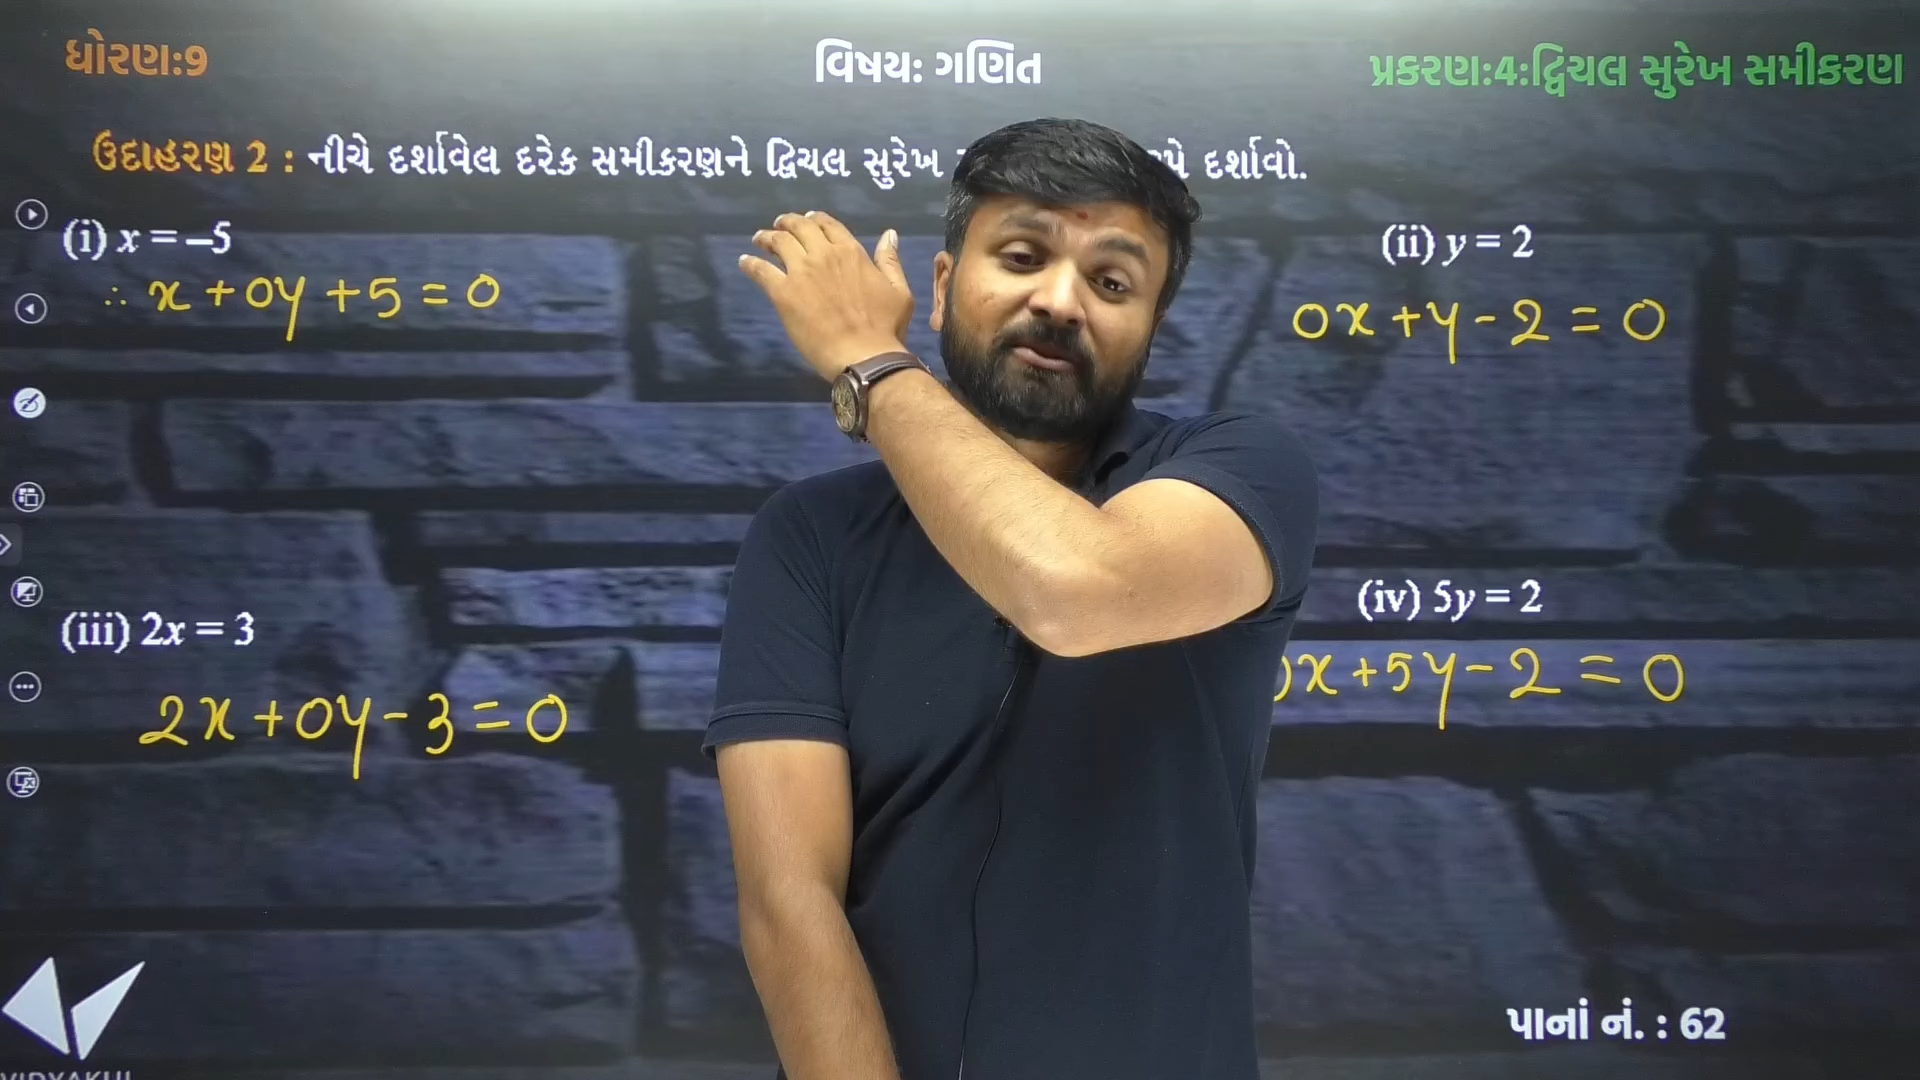 ધોરણ:9
વિષય: ગણિત
પ્રકરણ:4:દ્વિચલ સુરેખ સમીકરણ
ઉદાહરણ 2 : નીચે દર્શાવેલ દરેક સમીકરણને દ્વિચલ સુરેખ દર્શાવો.
(i) x = –5
∴ x + 0y + 5 = 0
(ii) y = 2
0x + y - 2 = 0
(iii) 2x = 3
2x + 0y - 3 = 0
(iv) 5y = 2
x + 5y - 2 = 0
પાનાં નં. : 62